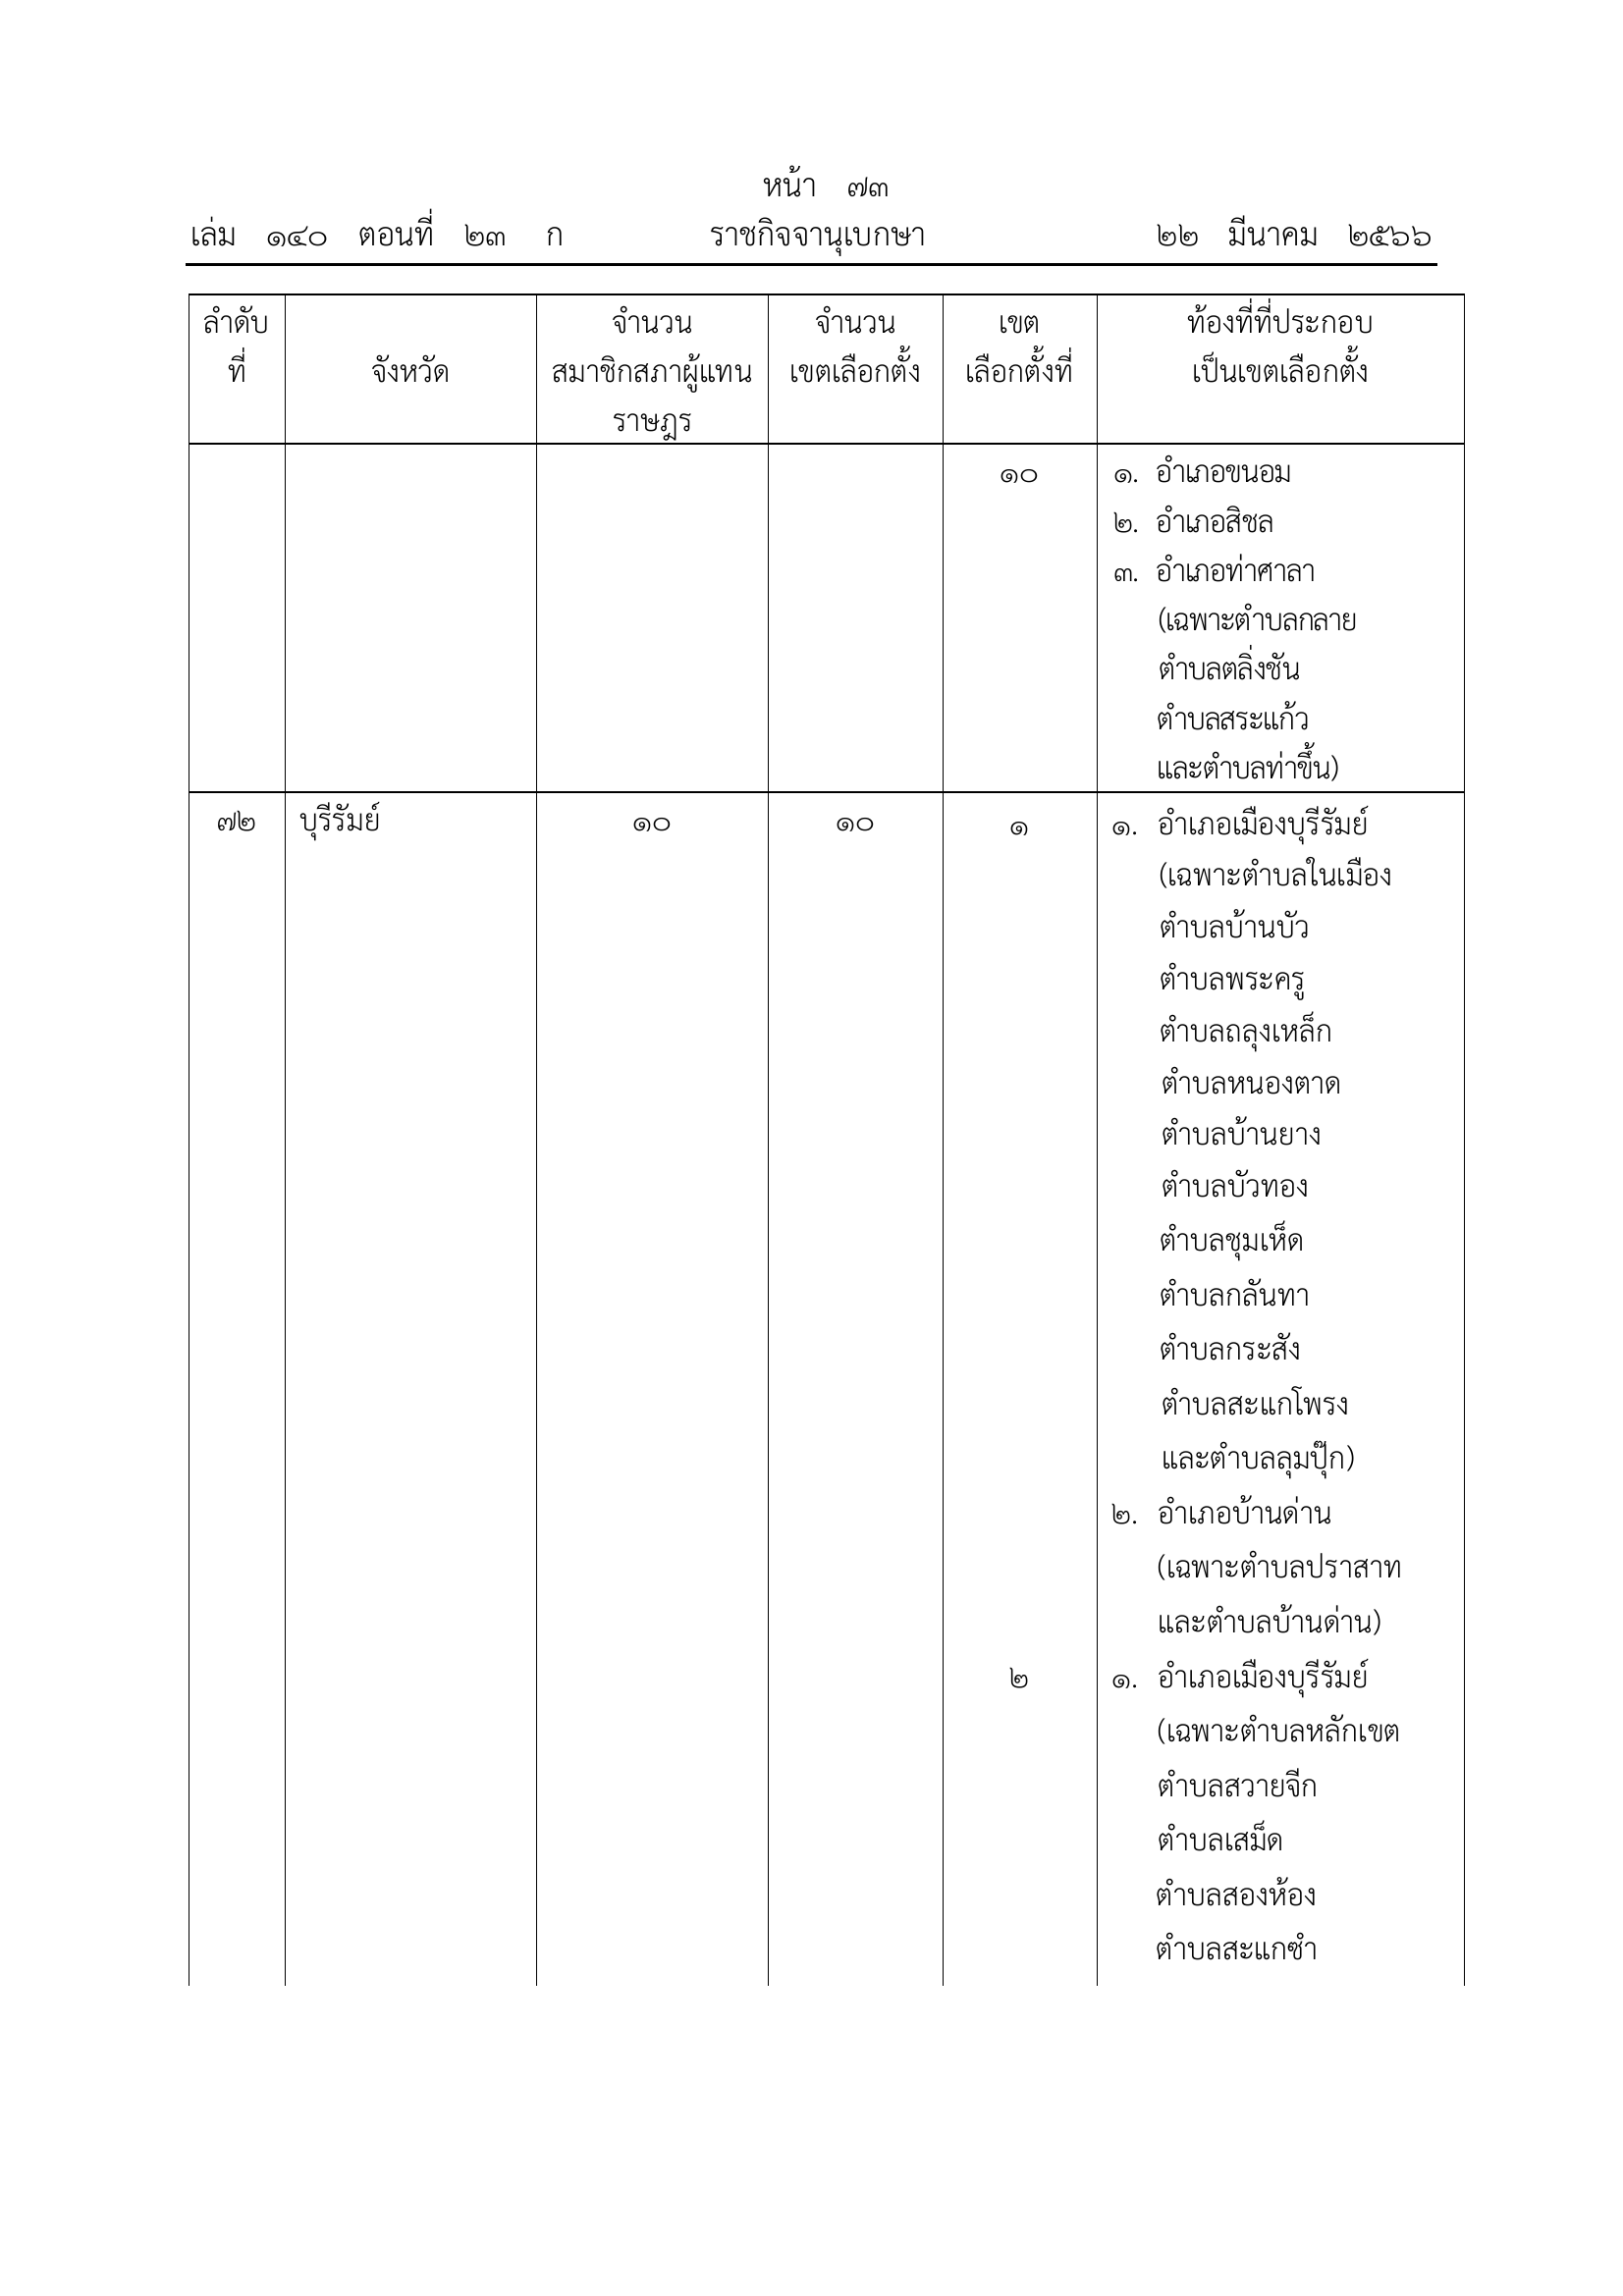 หน้า ๗๓
เล่ม ๑๔๐ ตอนที่ ๒๓ ก ราชกิจจานุเบกษา ๒๒ มีนาคม ๒๕๖๖
ลำดับ จำนวน จำนวน เขต ท้องที่ที่ประกอบ
ที่ จังหวัด สมาชิกสภาผู้แทน เขตเลือกตั้ง เลือกตั้งที่ เป็นเขตเลือกตั้ง
ราษฎร
๑๐ ๑. อำเภอขนอม
๒. อำเภอสิชล
๓. อำเภอท่าศาลา
(เฉพาะตำบลกลาย
ตำบลตลิ่งชัน
ตำบลสระแก้ว
และตำบลท่าขึ้น)
๗๒ บุรีรัมย์ ๑๐ ๑๐ ๑ ๑. อำเภอเมืองบุรีรัมย์
(เฉพาะตำบลในเมือง
ตำบลบ้านบัว
ตำบลพระครู
ตำบลถลุงเหล็ก
ตำบลหนองตาด
ตำบลบ้านยาง
ตำบลบัวทอง
ตำบลชุมเห็ด
ตำบลกลันทา
ตำบลกระสัง
ตำบลสะแกโพรง
และตำบลลุมปุ๊ก)
๒. อำเภอบ้านด่าน
(เฉพาะตำบลปราสาท
และตำบลบ้านด่าน)
๒ ๑. อำเภอเมืองบุรีรัมย์
(เฉพาะตำบลหลักเขต
ตำบลสวายจีก
ตำบลเสม็ด
ตำบลสองห้อง
ตำบลสะแกซำ